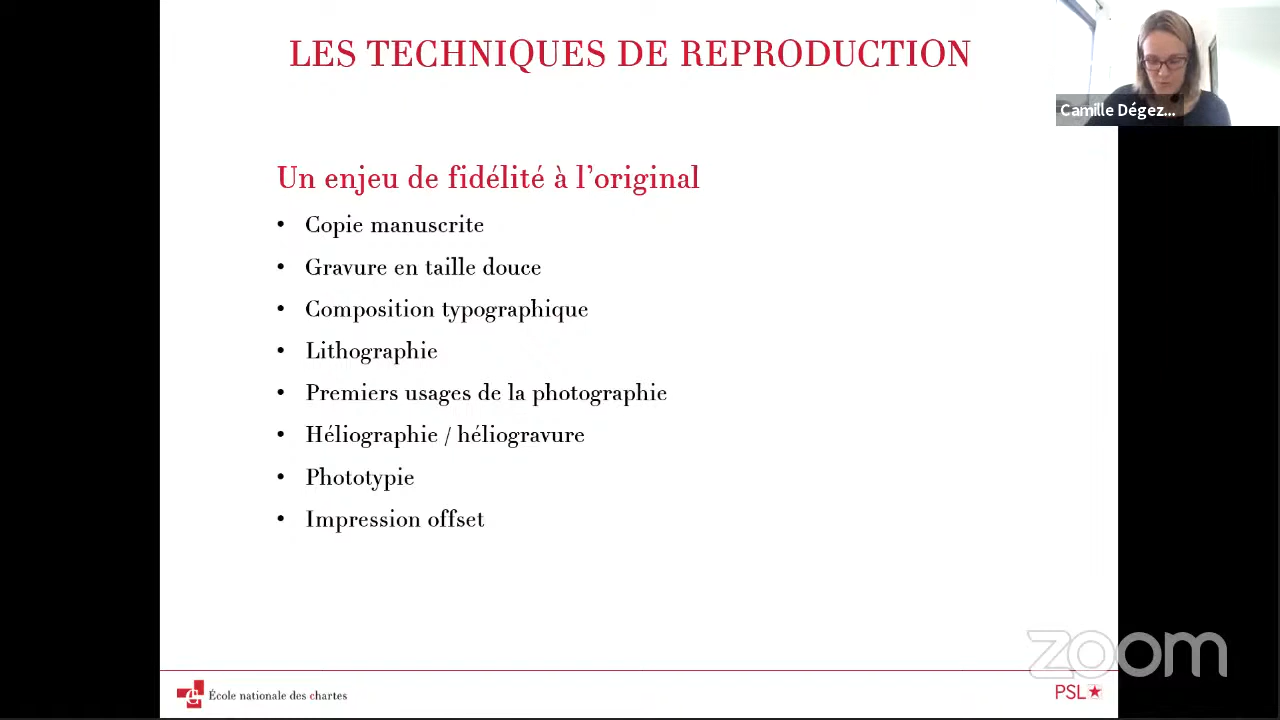 LES TECHNIQUES DE REPRODUCTION
Camille Dégez...
Un enjeu de fidélité à l’original
• Copie manuscrite
• Gravure en taille douce
• Composition typographique
• Lithographie
• Premiers usages de la photographie
• Héliographie / héliogravure
• Phototypie
• Impression offset
zoom
École nationale des chartes
PSL★